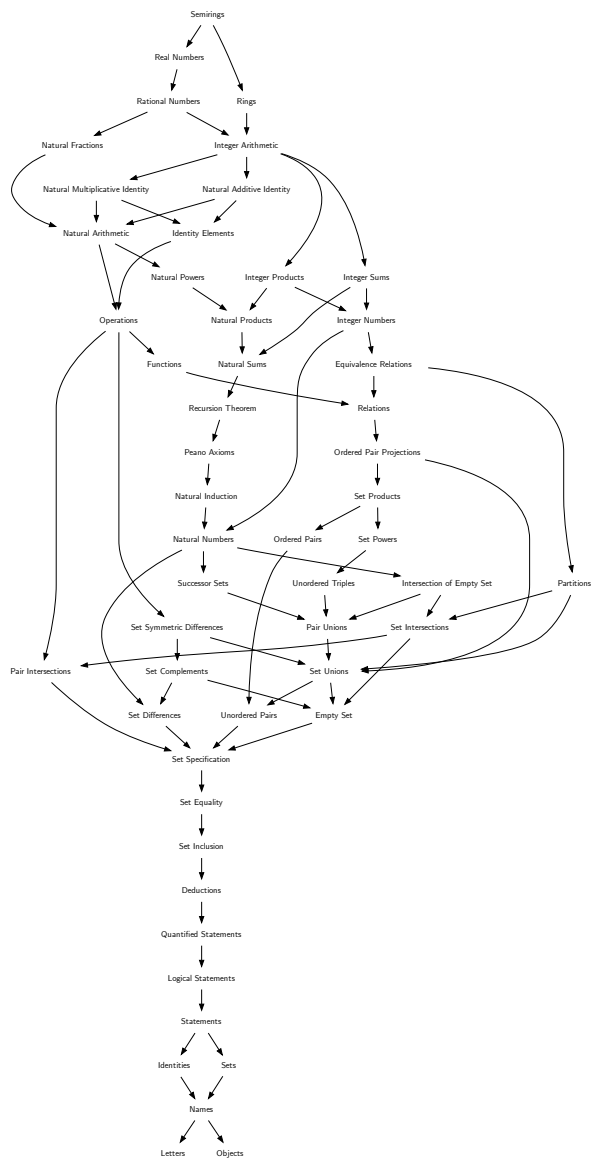 Semirings
Real Numbers
Rational Numbers
Rings
Natural Fractions
Integer Arithmetic
Natural Multiplicative Identity
Natural Additive Identity
Natural Arithmetic
Identity Elements
Natural Powers
Integer Products
Integer Sums
Operations
Natural Products
Integer Numbers
Functions
Natural Sums
Equivalence Relations
Recursion Theorem
Relations
Peano Axioms
Ordered Pair Projections
Natural Induction
Set Products
Natural Numbers
Ordered Pairs
Set Powers
Successor Sets
Unordered Triples
Intersection of Empty Set
Partitions
Set Symmetric Differences
Pair Unions
Set Intersections
Pair Intersections
Set Complements
Set Unions
Set Differences
Unordered Pairs
Empty Set
Set Specification
Set Equality
Set Inclusion
Deductions
Quantified Statements
Logical Statements
Statements
Identities
Sets
Names
Letters
Objects